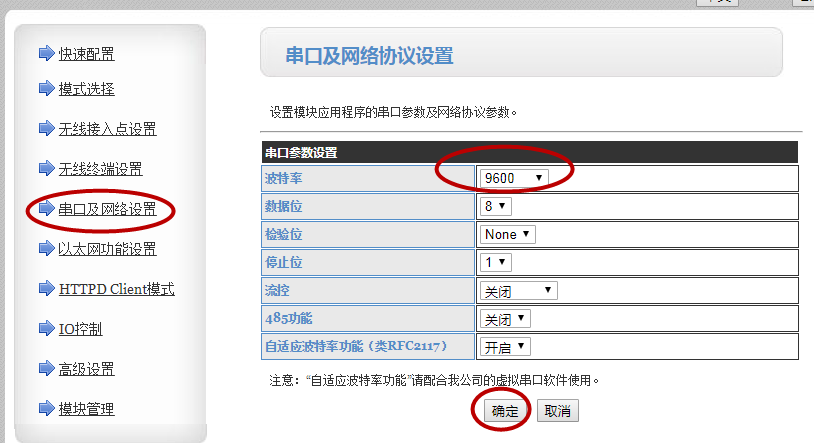 快速配置
模式选择
无线接入点设置
无线终端设置
串口及网络设置
以太网功能设置
HTTPD Client模式
IO控制
高级设置
模块管理
串口及网络协议设置
设置模块应用程序的串口参数及网络协议参数。
串口参数设置
波特率 9600
数据位 8
检验位 None
停止位 1
流控 关闭
485功能 关闭
自适应波特率功能（类RFC2117） 开启
注意：“自适应波特率功能”请配合我公司的虚拟串口软件使用。
确定 取消